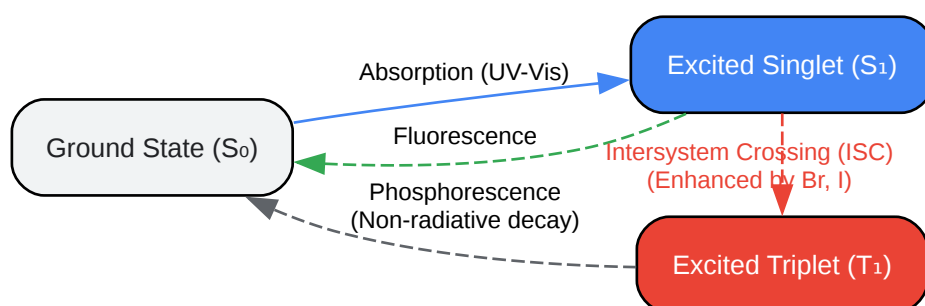 Absorption (UV-Vis)
Excited Singlet (S₁)
Ground State (S₀)
Fluorescence
Intersystem Crossing (ISC)
(Enhanced by Br, I)
Phosphorescence
(Non-radiative decay)
Excited Triplet (T₁)